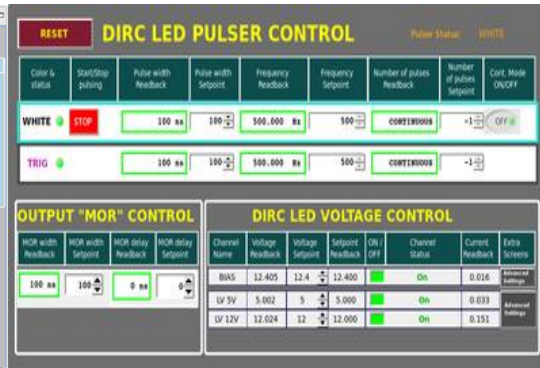 RESET
DIRC LED PULSER CONTROL
Pulser Status: WHITE
Color & status
Start/Stop pulsing
Pulse width Readback
Pulse width Setpoint
Frequency Readback
Frequency Setpoint
Number of pulses Readback
Number of pulses Setpoint
Cont. Mode ON/OFF
WHITE STOP 100 ns 100 500.000 Hz 500 CONTINUOUS -1 OFF
TRIG 100 ns 100 500.000 Hz 500 CONTINUOUS -1
OUTPUT "MOR" CONTROL
MOR width Readback
MOR width Setpoint
MOR delay Readback
MOR delay Setpoint
100 ns 100 0 ns 0
DIRC LED VOLTAGE CONTROL
Channel Name
Voltage Readback
Voltage Setpoint
Setpoint Readback
ON / OFF
Channel Status
Current Readback
Extra Screens
BIAS 12.405 12.4 12.400 On 0.016 Advanced Settings
LV 5V 5.002 5 5.000 On 0.033 Advanced Settings
LV 12V 12.024 12 12.000 On 0.151